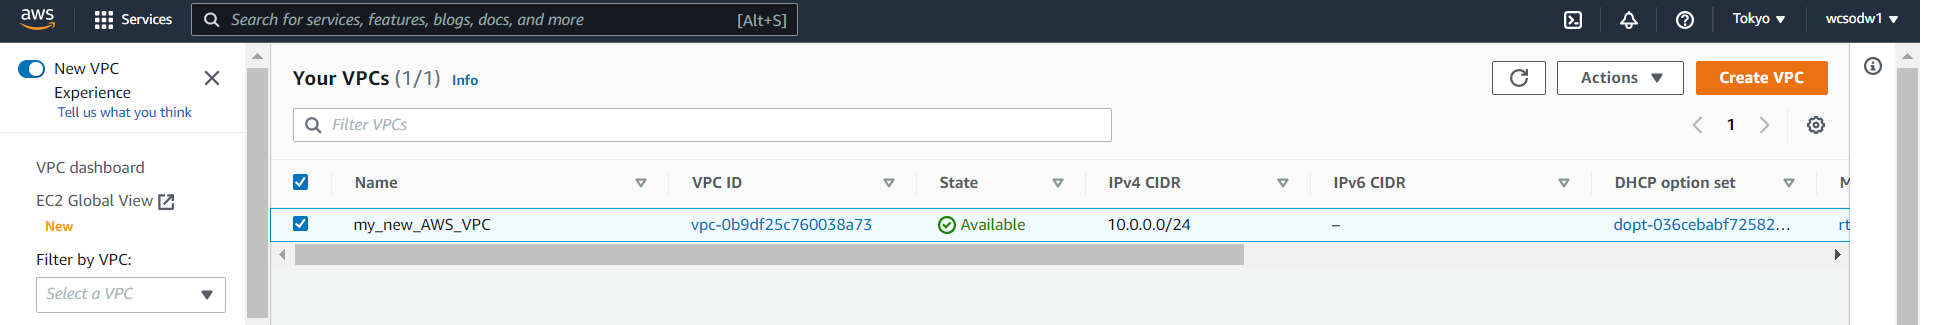 aws Services Search for services, features, blogs, docs, and more [Alt+S] Tokyo ▼ wcsodw1 ▼
New VPC
Experience
Tell us what you think
Your VPCs (1/1) Info
Actions ▼ Create VPC
Filter VPCs
1
VPC dashboard
EC2 Global View
New
Filter by VPC:
Select a VPC
Name VPC ID State IPv4 CIDR IPv6 CIDR DHCP option set M
my_new_AWS_VPC vpc-0b9df25c760038a73 Available 10.0.0.0/24 – dopt-036cebabf72582... rt